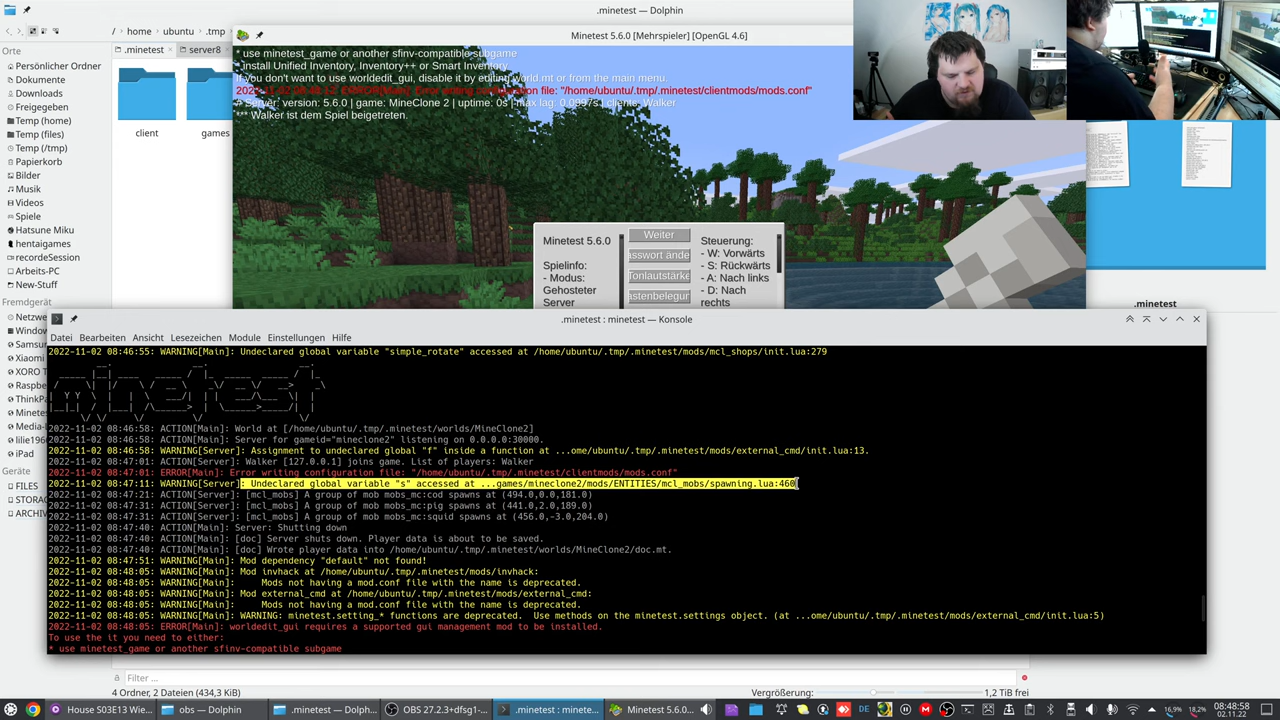 .minetest — Dolphin
/ home ubuntu .tmp
Orte
.minetest
server8
Persönlicher Ordner
Dokumente
Downloads
Freigegeben
Temp (home)
Temp (files)
Temp (/tmp)
Papierkorb
Bilder
Musik
Videos
Spiele
Hatsune Miku
hentaigames
recordeSession
Arbeits-PC
New-Stuff
Fremdgerät
Geräte
FILES
client
games
.minetest
Minetest 5.6.0 [Mehrspieler] [OpenGL 4.6]
* use minetest_game or another sfinv-compatible subgame
install Unified Inventory, Inventory++ or Smart Inventory
If you don't want to use worldedit_gui, disable it by editing world.mt or from the main menu.
# Server: version: 5.6.0 | game: MineClone 2 | uptime: 0s | max lag: 0.0997s | clients: Walker
*** Walker ist dem Spiel beigetreten.
Minetest 5.6.0
Spielinfo:
- Modus:
Gehosteter
Server
Weiter
Tonlautstärke
Steuerung:
- W: Vorwärts
- S: Rückwärts
- A: Nach links
- D: Nach
rechts
.minetest : minetest — Konsole
Datei Bearbeiten Ansicht Lesezeichen Module Einstellungen Hilfe
2022-11-02 08:46:55: WARNING[Main]: Undeclared global variable "simple_rotate" accessed at /home/ubuntu/.tmp/.minetest/mods/mcl_shops/init.lua:279
2022-11-02 08:46:58: ACTION[Main]: World at [/home/ubuntu/.tmp/.minetest/worlds/MineClone2]
2022-11-02 08:46:58: ACTION[Main]: Server for gameid="mineclone2" listening on 0.0.0.0:30000.
2022-11-02 08:46:58: WARNING[Server]: Assignment to undeclared global "f" inside a function at ...ome/ubuntu/.tmp/.minetest/mods/external_cmd/init.lua:13.
2022-11-02 08:47:01: ACTION[Server]: Walker [127.0.0.1] joins game. List of players: Walker
2022-11-02 08:47:01: ERROR[Main]: Error writing configuration file: "/home/ubuntu/.tmp/.minetest/clientmods/mods.conf"
2022-11-02 08:47:11: WARNING[Server]: Undeclared global variable "s" accessed at ...games/mineclone2/mods/ENTITIES/mcl_mobs/spawning.lua:460
2022-11-02 08:47:21: ACTION[Server]: [mcl_mobs] A group of mob mobs_mc:cod spawns at (494.0,0.0,181.0)
2022-11-02 08:47:31: ACTION[Server]: [mcl_mobs] A group of mob mobs_mc:pig spawns at (441.0,2.0,189.0)
2022-11-02 08:47:31: ACTION[Server]: [mcl_mobs] A group of mob mobs_mc:squid spawns at (456.0,-3.0,204.0)
2022-11-02 08:47:40: ACTION[Main]: Server: Shutting down
2022-11-02 08:47:40: ACTION[Main]: [doc] Server shuts down. Player data is about to be saved.
2022-11-02 08:47:40: ACTION[Main]: [doc] Wrote player data into /home/ubuntu/.tmp/.minetest/worlds/MineClone2/doc.mt.
2022-11-02 08:47:51: WARNING[Main]: Mod dependency "default" not found!
2022-11-02 08:48:05: WARNING[Main]: Mod invhack at /home/ubuntu/.tmp/.minetest/mods/invhack:
2022-11-02 08:48:05: WARNING[Main]: Mods not having a mod.conf file with the name is deprecated.
2022-11-02 08:48:05: WARNING[Main]: Mod external_cmd at /home/ubuntu/.tmp/.minetest/mods/external_cmd:
2022-11-02 08:48:05: WARNING[Main]: Mods not having a mod.conf file with the name is deprecated.
2022-11-02 08:48:05: WARNING[Main]: WARNING: minetest.setting_* functions are deprecated. Use methods on the minetest.settings object. (at ...ome/ubuntu/.tmp/.minetest/mods/external_cmd/init.lua:5)
2022-11-02 08:48:05: ERROR[Main]: worldedit_gui requires a supported gui management mod to be installed.
To use the it you need to either:
* use minetest_game or another sfinv-compatible subgame
Filter ...
4 Ordner, 2 Dateien (434,3 KiB)
Vergrößerung:
1,2 TiB frei
House S03E13 Wie...
obs — Dolphin
.minetest — Dolp...
OBS 27.2.3+dfsg1-...
.minetest : minete...
Minetest 5.6.0...
DE
16,9%
18,2%
08:48:58
02.11.22